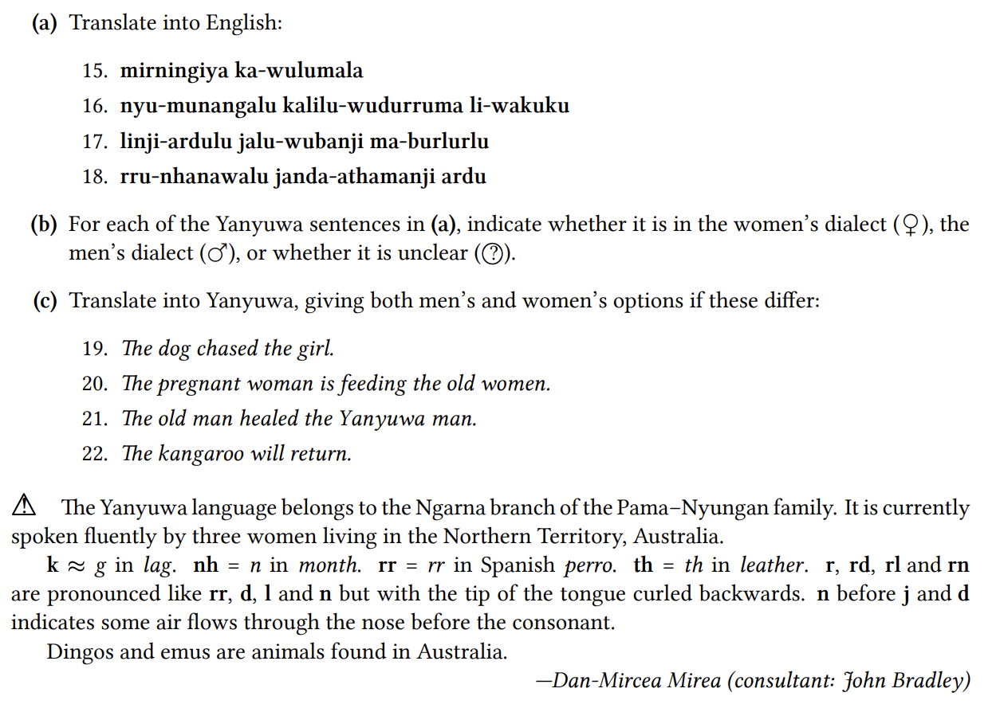 (a) Translate into English:
15. mirningiya ka-wulumala
16. nyu-munangalu kalilu-wudurruma li-wakuku
17. linji-ardulu jalu-wubanji ma-burlurlu
18. rru-nhanawalu janda-athamanji ardu
(b) For each of the Yanyuwa sentences in (a), indicate whether it is in the women's dialect (♀), the
men's dialect (♂), or whether it is unclear (?).
(c) Translate into Yanyuwa, giving both men's and women's options if these differ:
19. The dog chased the girl.
20. The pregnant woman is feeding the old women.
21. The old man healed the Yanyuwa man.
22. The kangaroo will return.
⚠ The Yanyuwa language belongs to the Ngarna branch of the Pama–Nyungan family. It is currently
spoken fluently by three women living in the Northern Territory, Australia.
k ≈ g in lag. nh = n in month. rr = rr in Spanish perro. th = th in leather. r, rd, rl and rn
are pronounced like rr, d, l and n but with the tip of the tongue curled backwards. n before j and d
indicates some air flows through the nose before the consonant.
Dingos and emus are animals found in Australia.
—Dan-Mircea Mirea (consultant: John Bradley)